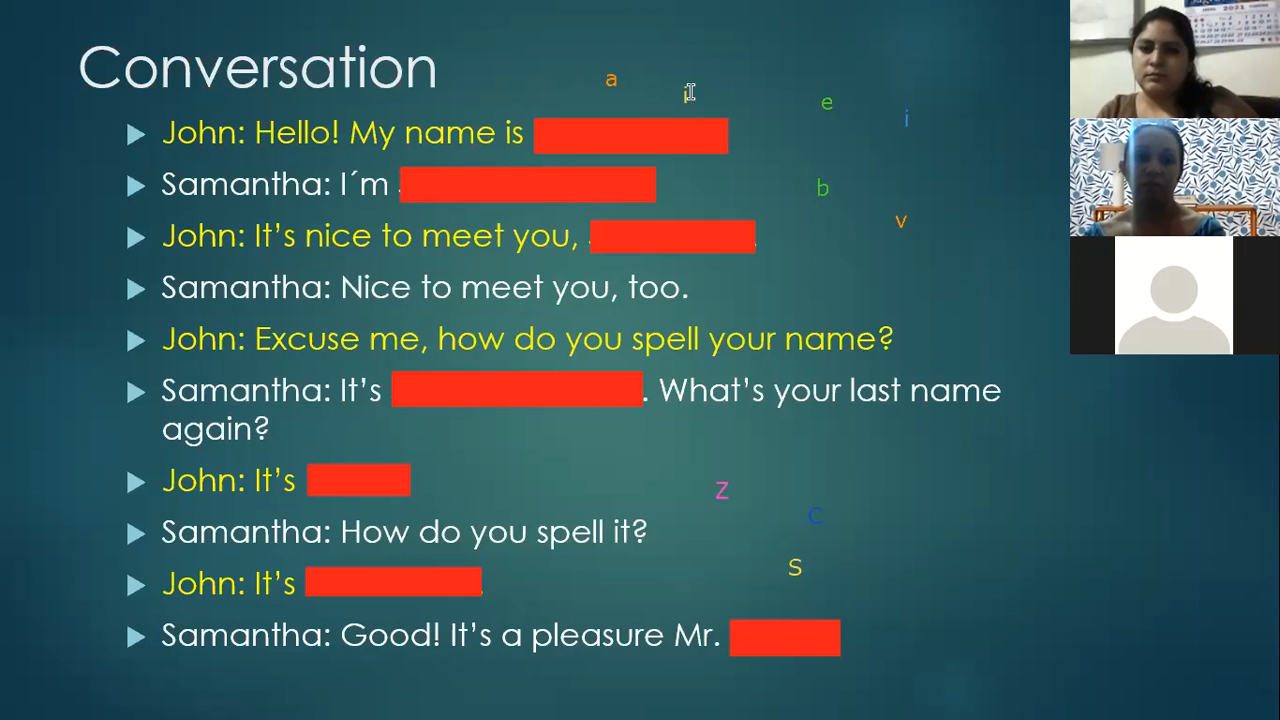 Conversation
a
e
i
John: Hello! My name is
Samantha: I´m
b
v
John: It's nice to meet you,
Samantha: Nice to meet you, too.
John: Excuse me, how do you spell your name?
Samantha: It's . What's your last name
again?
John: It's
z
c
Samantha: How do you spell it?
s
John: It's
Samantha: Good! It's a pleasure Mr.
2021